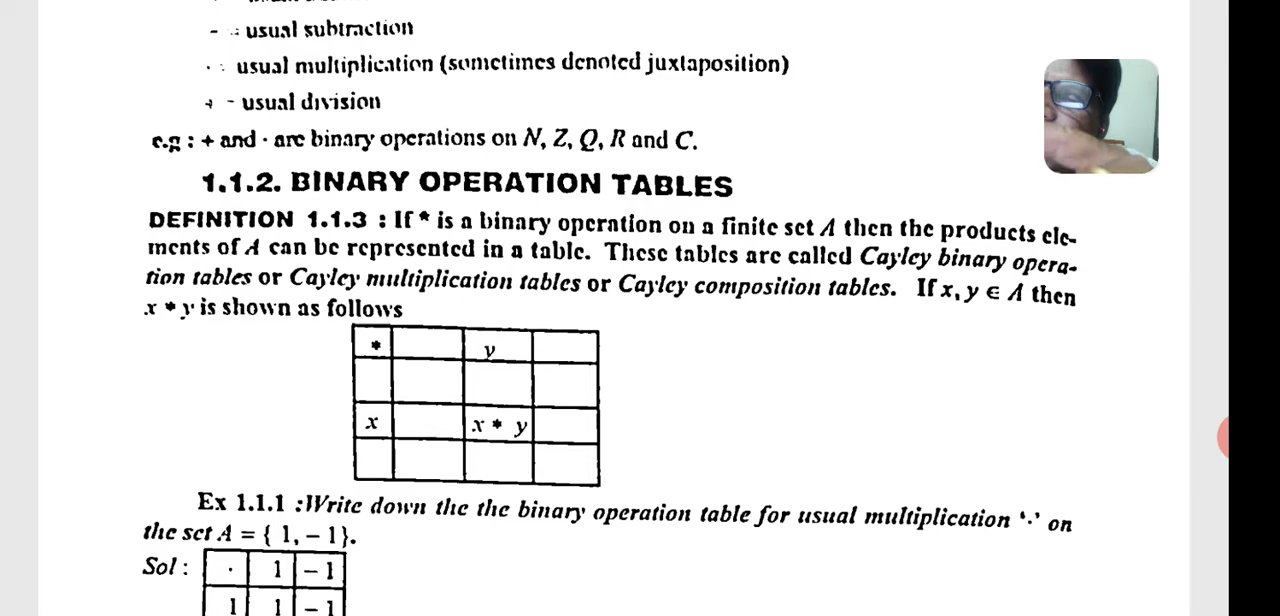 - : usual subtraction
· : usual multiplication (sometimes denoted juxtaposition)
÷ - usual division
e.g : + and · are binary operations on N, Z, Q, R and C.
1.1.2. BINARY OPERATION TABLES
DEFINITION 1.1.3 : If * is a binary operation on a finite set A then the products ele-
ments of A can be represented in a table. These tables are called Cayley binary opera-
tion tables or Cayley multiplication tables or Cayley composition tables. If x, y ∈ A then
x * y is shown as follows
* y
x x * y
Ex 1.1.1 :Write down the the binary operation table for usual multiplication '·' on
the set A = { 1, – 1}.
Sol : · 1 – 1
1 1 – 1